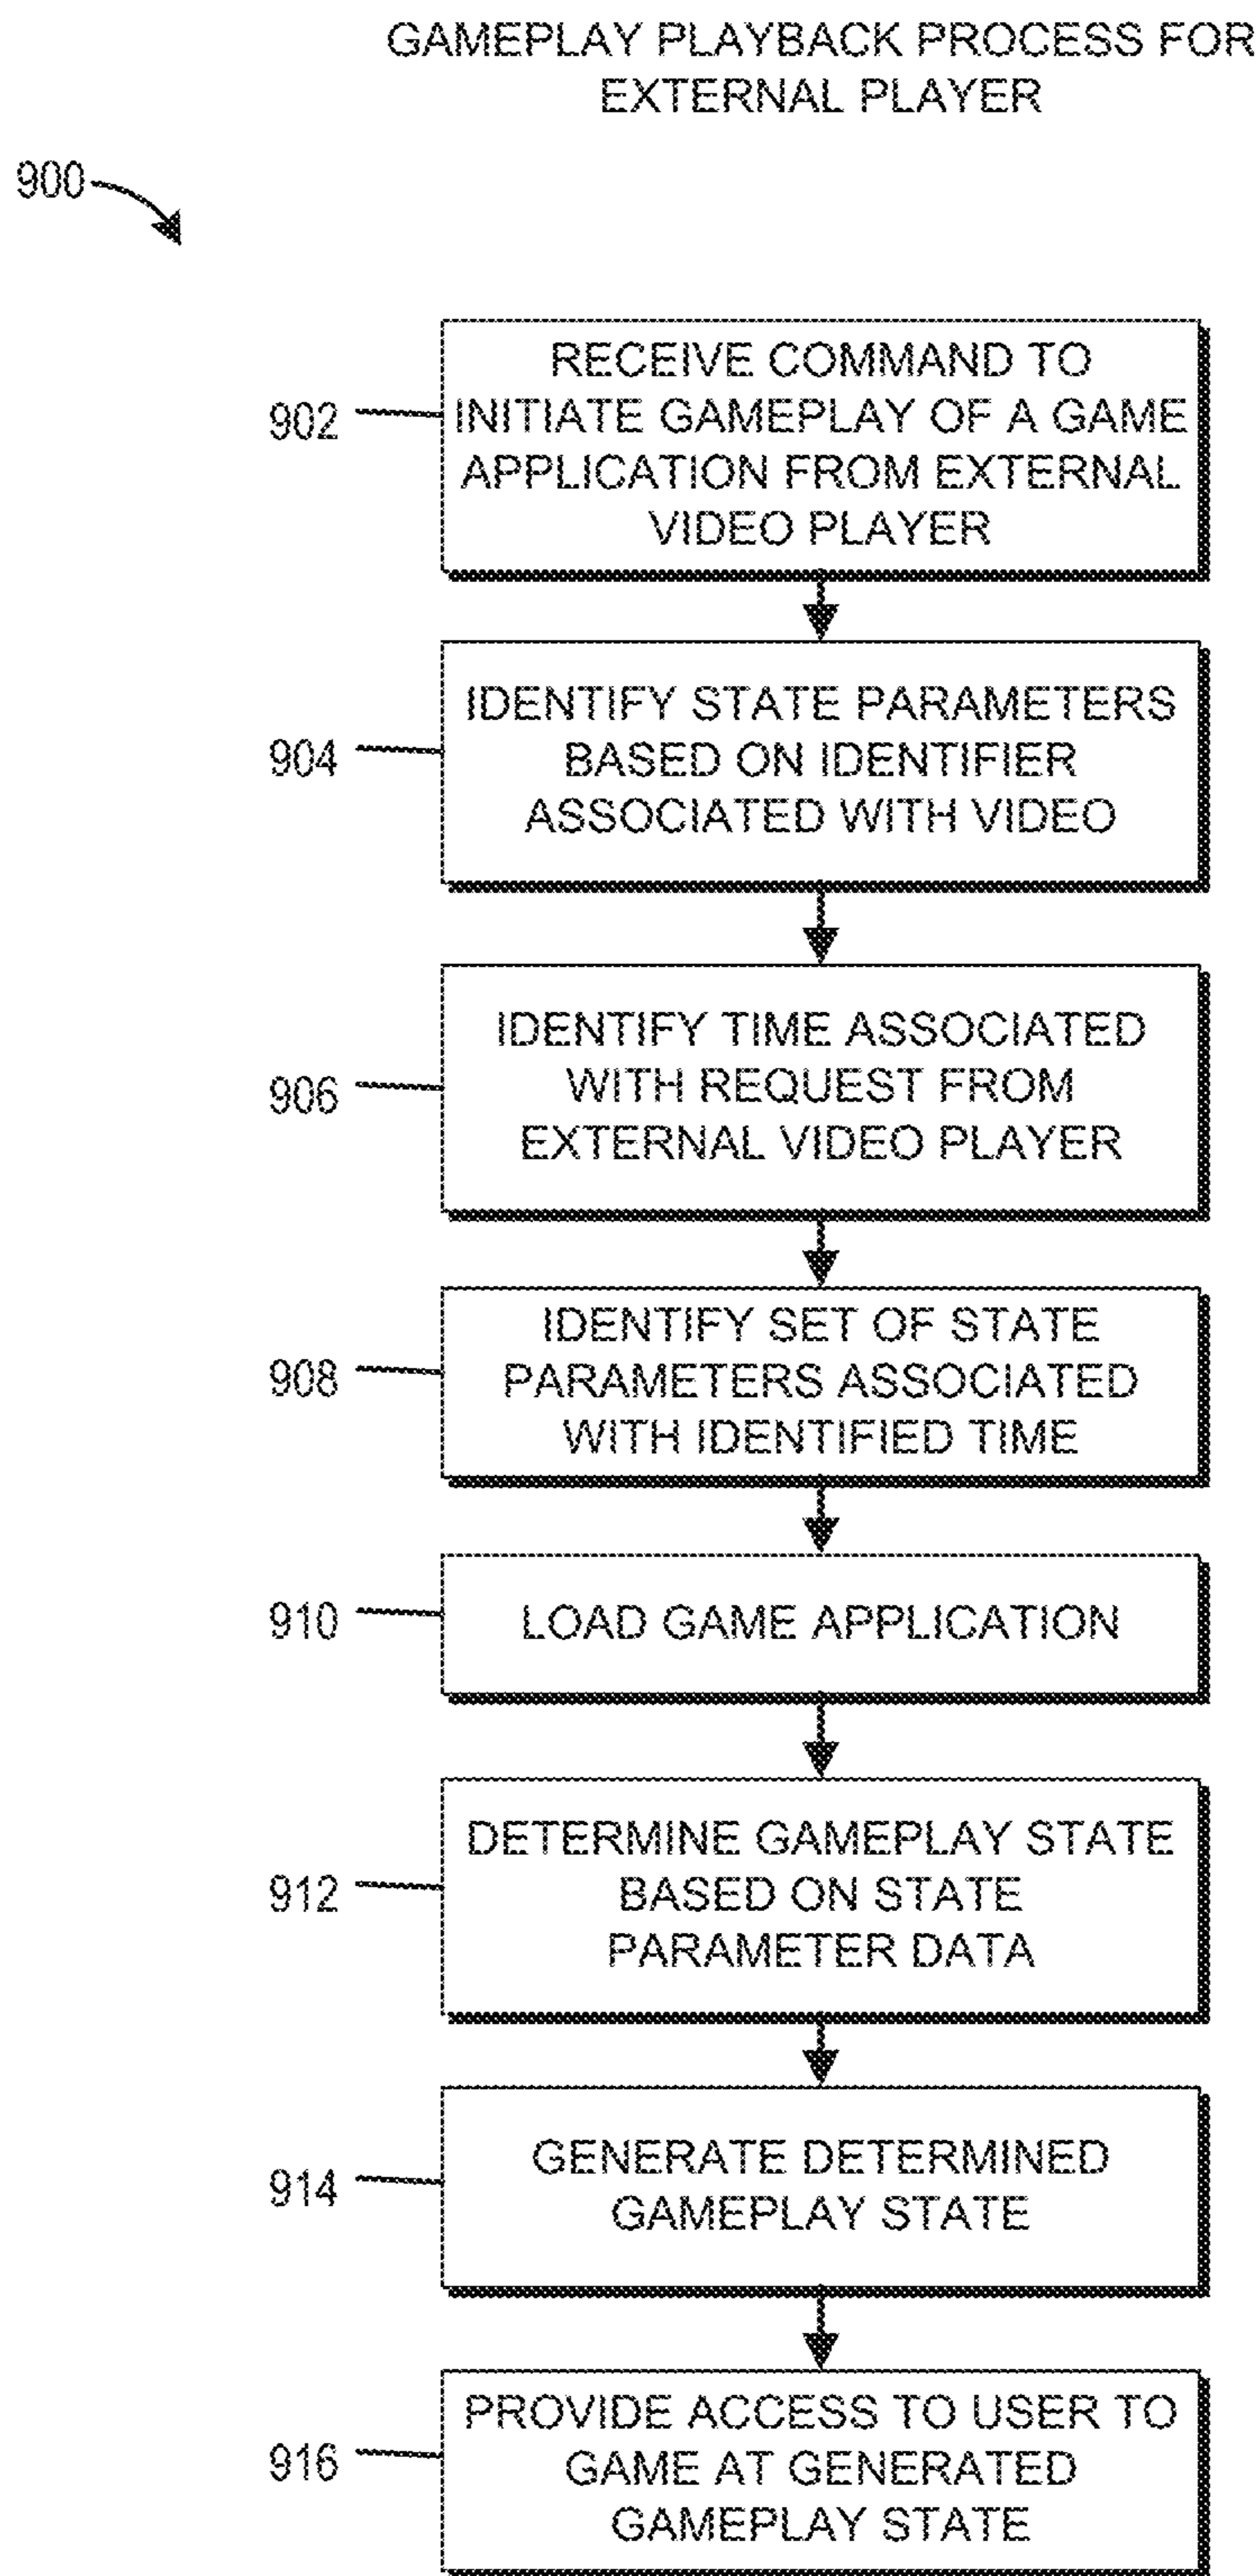 GAMEPLAY PLAYBACK PROCESS FOR
EXTERNAL PLAYER
900
902
RECEIVE COMMAND TO
INITIATE GAMEPLAY OF A GAME
APPLICATION FROM EXTERNAL
VIDEO PLAYER
904
IDENTIFY STATE PARAMETERS
BASED ON IDENTIFIER
ASSOCIATED WITH VIDEO
906
IDENTIFY TIME ASSOCIATED
WITH REQUEST FROM
EXTERNAL VIDEO PLAYER
908
IDENTIFY SET OF STATE
PARAMETERS ASSOCIATED
WITH IDENTIFIED TIME
910
LOAD GAME APPLICATION
912
DETERMINE GAMEPLAY STATE
BASED ON STATE
PARAMETER DATA
914
GENERATE DETERMINED
GAMEPLAY STATE
916
PROVIDE ACCESS TO USER TO
GAME AT GENERATED
GAMEPLAY STATE